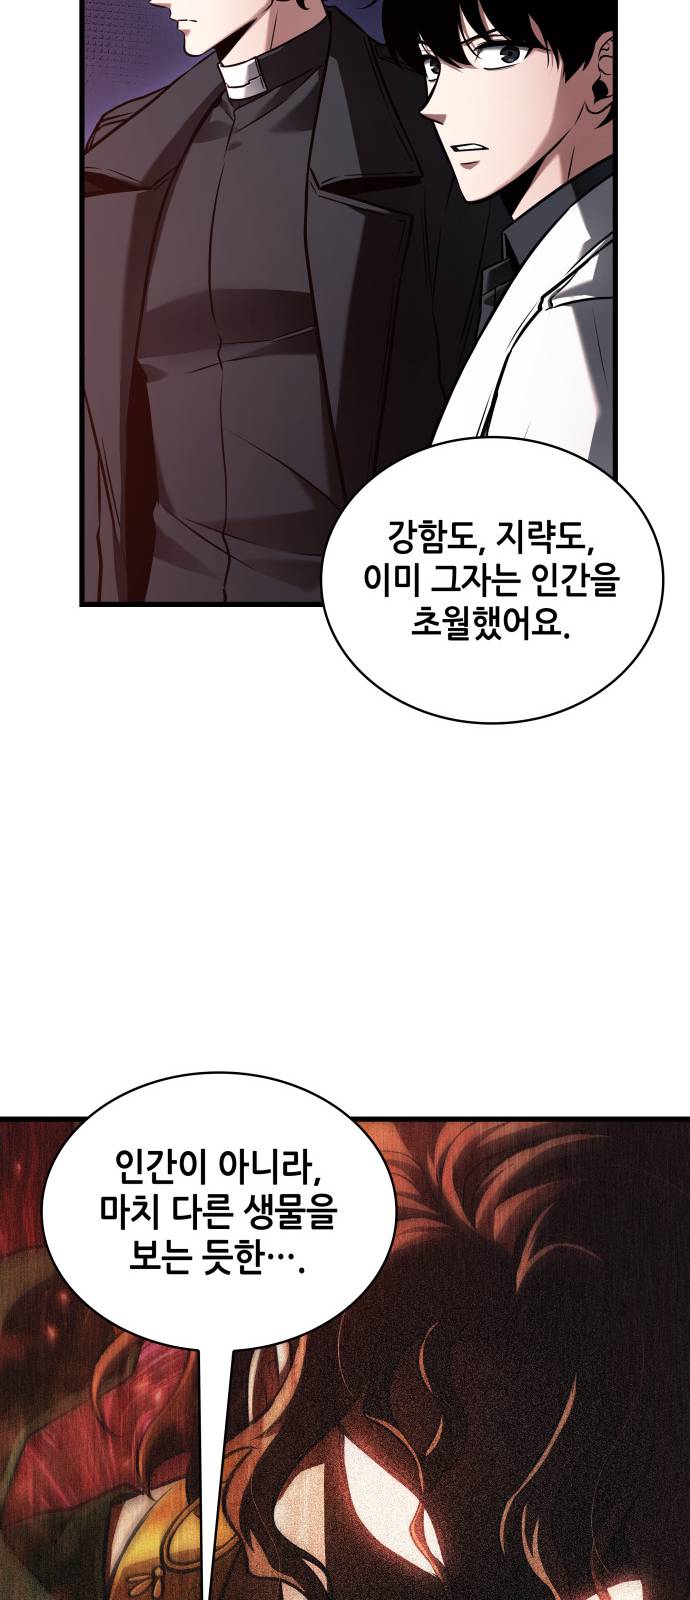 강함도, 지략도,
이미 그자는 인간을
초월했어요.
인간이 아니라,
마치 다른 생물을
보는 듯한….